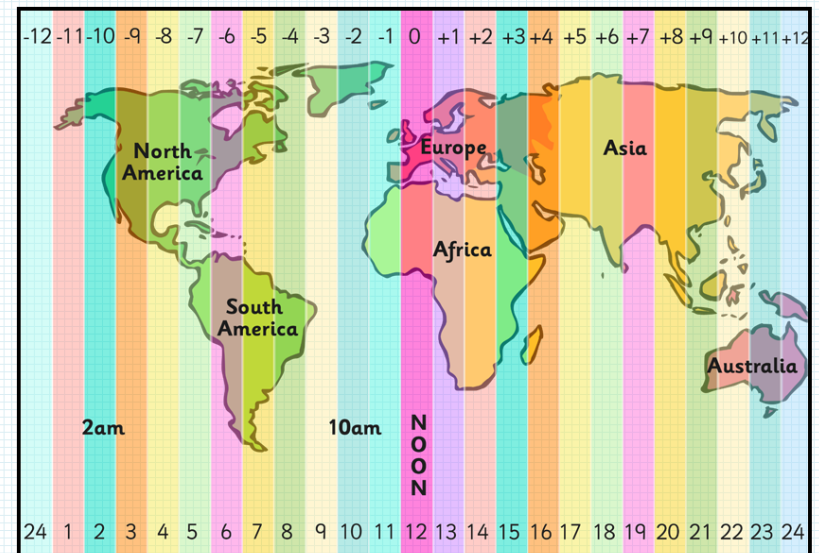 -12 -11 -10 -9 -8 -7 -6 -5 -4 -3 -2 -1 0 +1 +2 +3 +4 +5 +6 +7 +8 +9 +10 +11 +12
North
America
Europe
Asia
Africa
South
America
Australia
2am
10am
N
O
O
N
24 1 2 3 4 5 6 7 8 9 10 11 12 13 14 15 16 17 18 19 20 21 22 23 24